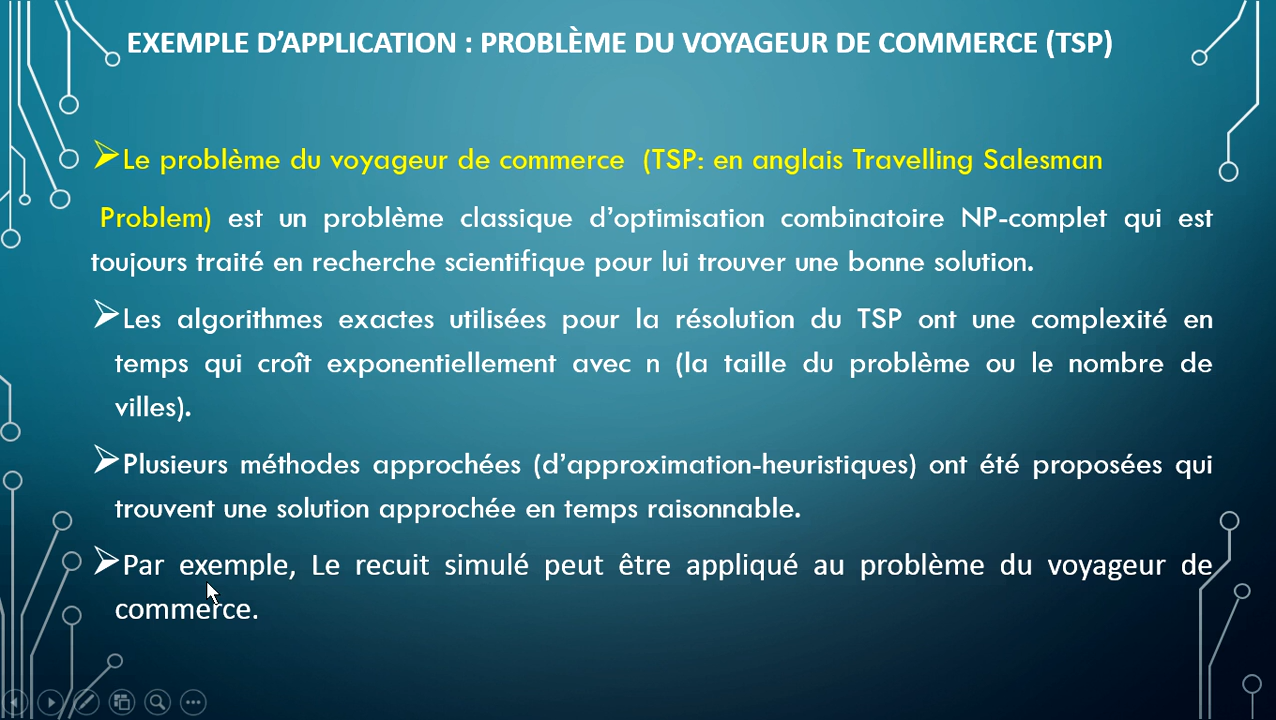 EXEMPLE D’APPLICATION : PROBLÈME DU VOYAGEUR DE COMMERCE (TSP)
➢Le problème du voyageur de commerce (TSP: en anglais Travelling Salesman
Problem) est un problème classique d’optimisation combinatoire NP-complet qui est
toujours traité en recherche scientifique pour lui trouver une bonne solution.
➢Les algorithmes exactes utilisées pour la résolution du TSP ont une complexité en
temps qui croît exponentiellement avec n (la taille du problème ou le nombre de
villes).
➢Plusieurs méthodes approchées (d’approximation-heuristiques) ont été proposées qui
trouvent une solution approchée en temps raisonnable.
➢Par exemple, Le recuit simulé peut être appliqué au problème du voyageur de
commerce.